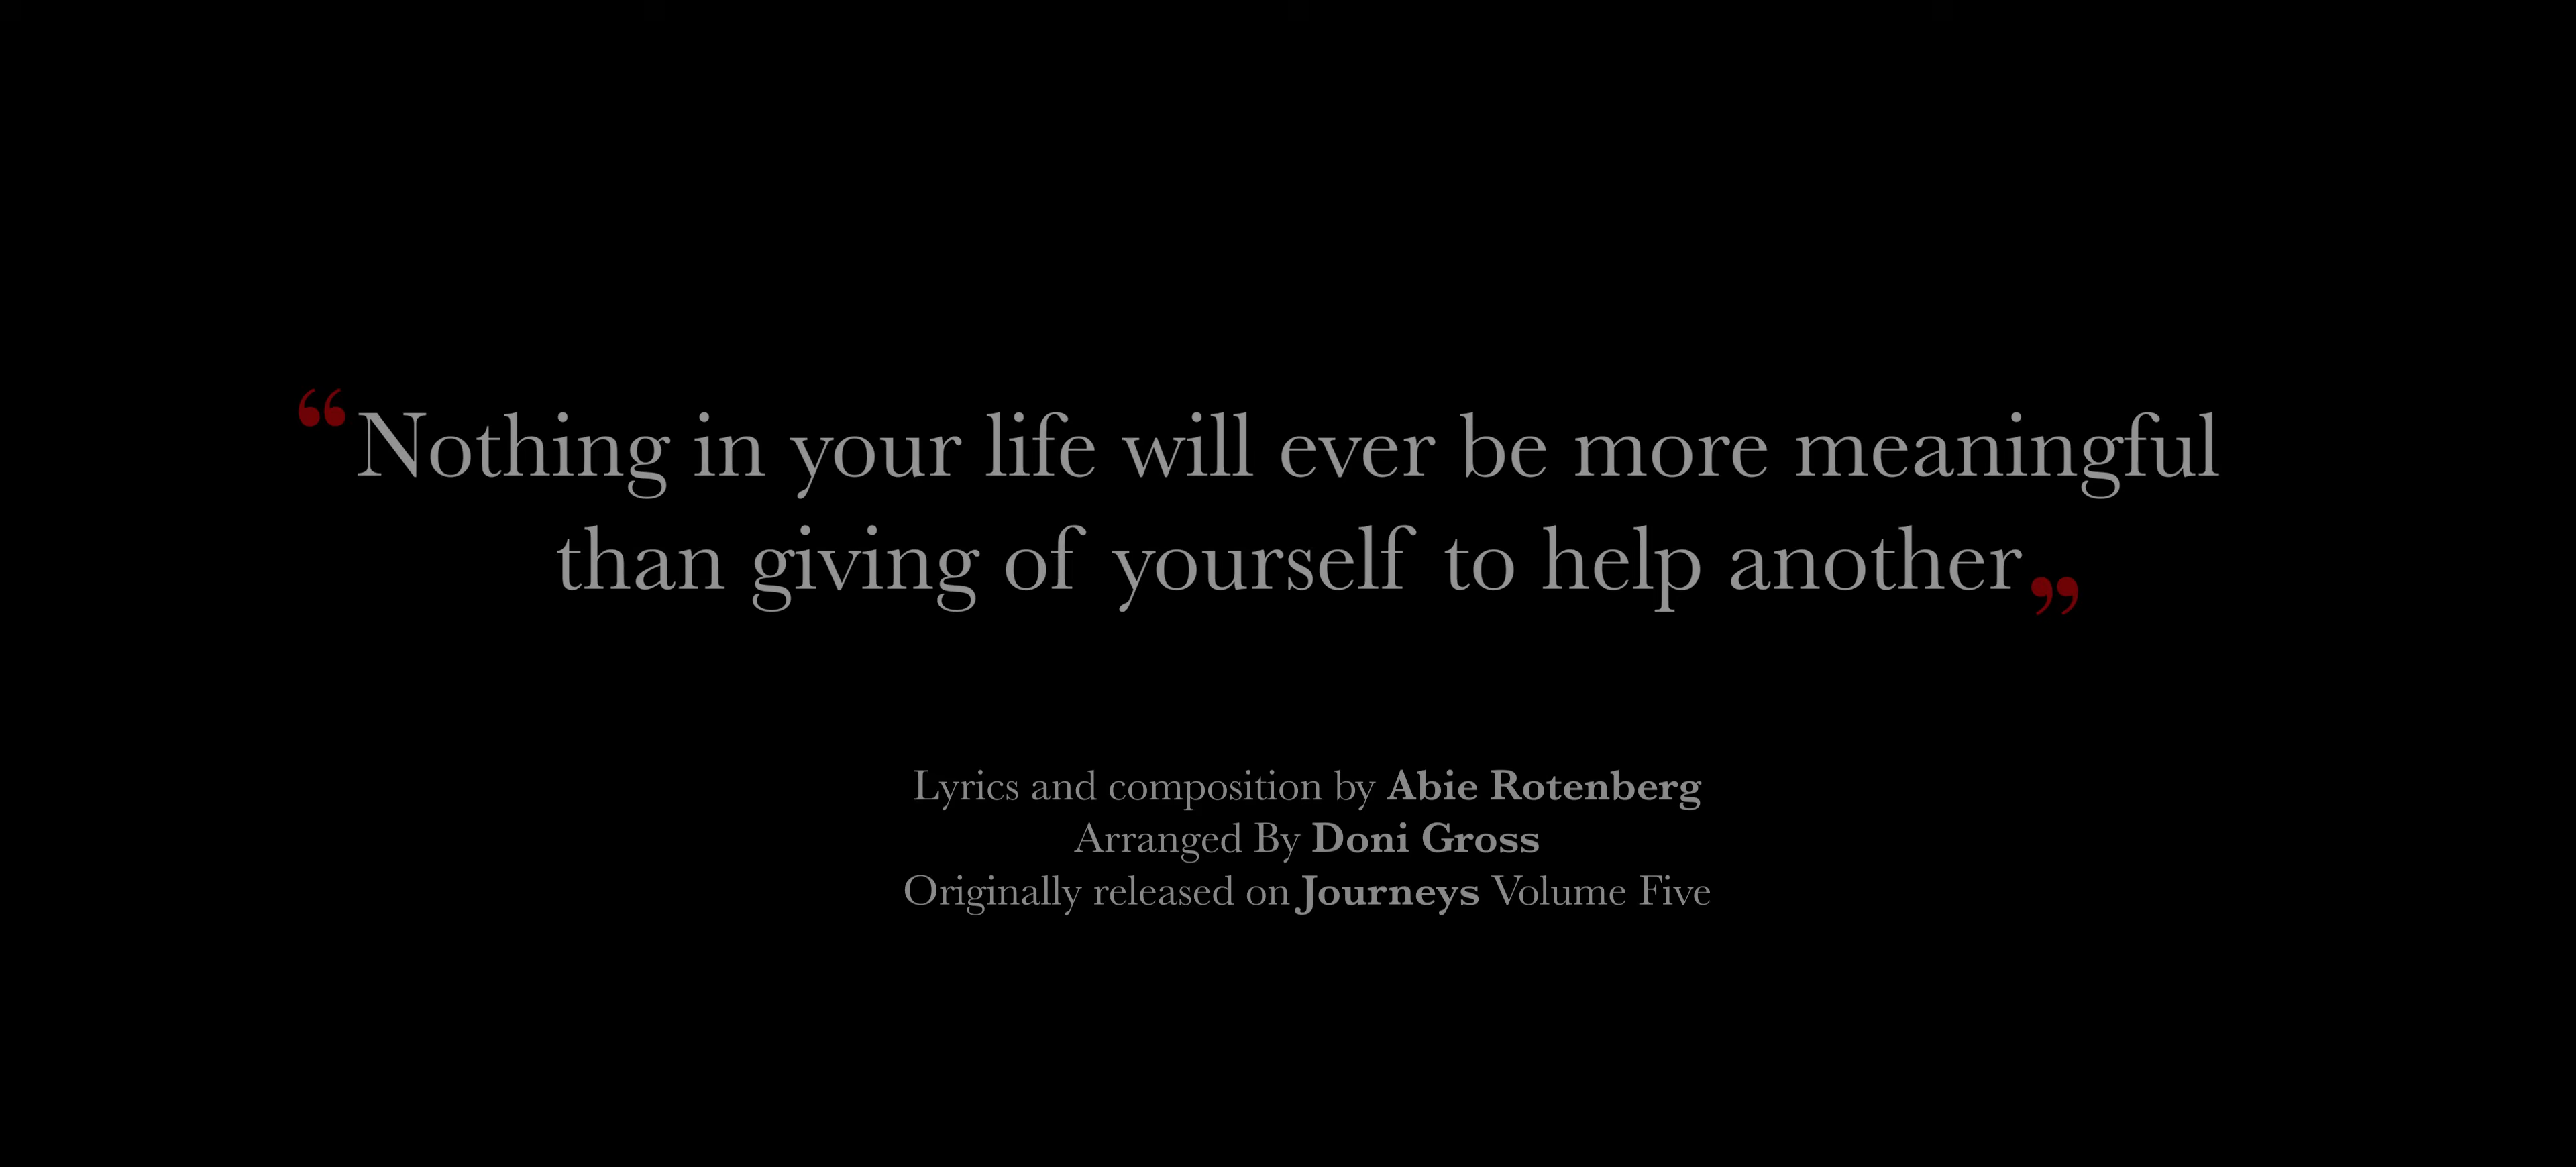 “Nothing in your life will ever be more meaningful
than giving of yourself to help another”
Lyrics and composition by Abie Rotenberg
Arranged By Doni Gross
Originally released on Journeys Volume Five